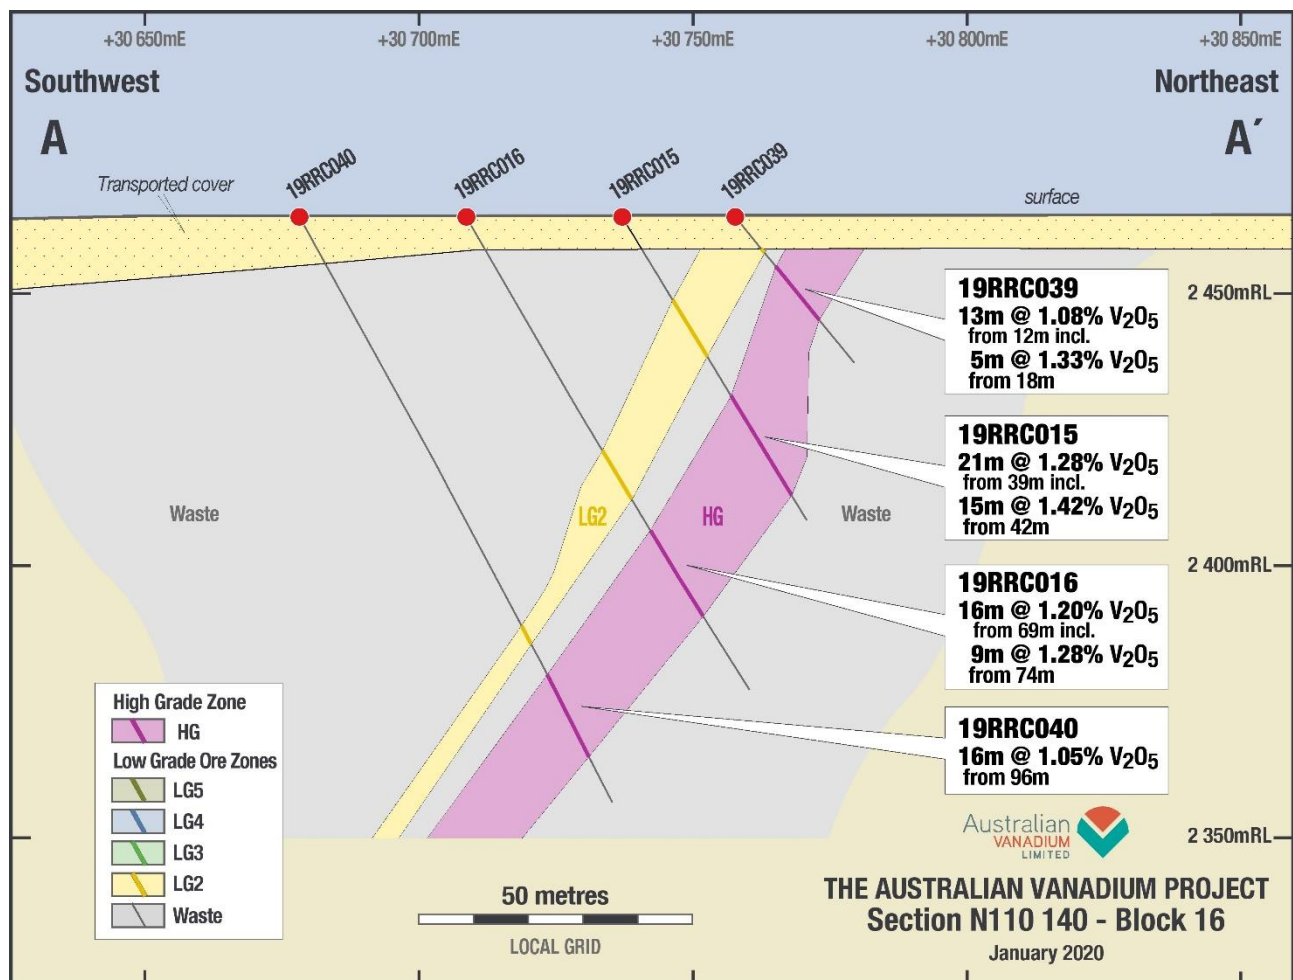 +30 650mE
+30 700mE
+30 750mE
+30 800mE
+30 850mE
Southwest
Northeast
A
A´
19RRC040
19RRC016
19RRC015
19RRC039
Transported cover
surface
2 450mRL
2 400mRL
2 350mRL
Waste
LG2
HG
Waste
19RRC039
13m @ 1.08% V₂O₅
from 12m incl.
5m @ 1.33% V₂O₅
from 18m
19RRC015
21m @ 1.28% V₂O₅
from 39m incl.
15m @ 1.42% V₂O₅
from 42m
19RRC016
16m @ 1.20% V₂O₅
from 69m incl.
9m @ 1.28% V₂O₅
from 74m
19RRC040
16m @ 1.05% V₂O₅
from 96m
High Grade Zone
HG
Low Grade Ore Zones
LG5
LG4
LG3
LG2
Waste
50 metres
LOCAL GRID
Australian
VANADIUM
LIMITED
THE AUSTRALIAN VANADIUM PROJECT
Section N110 140 - Block 16
January 2020